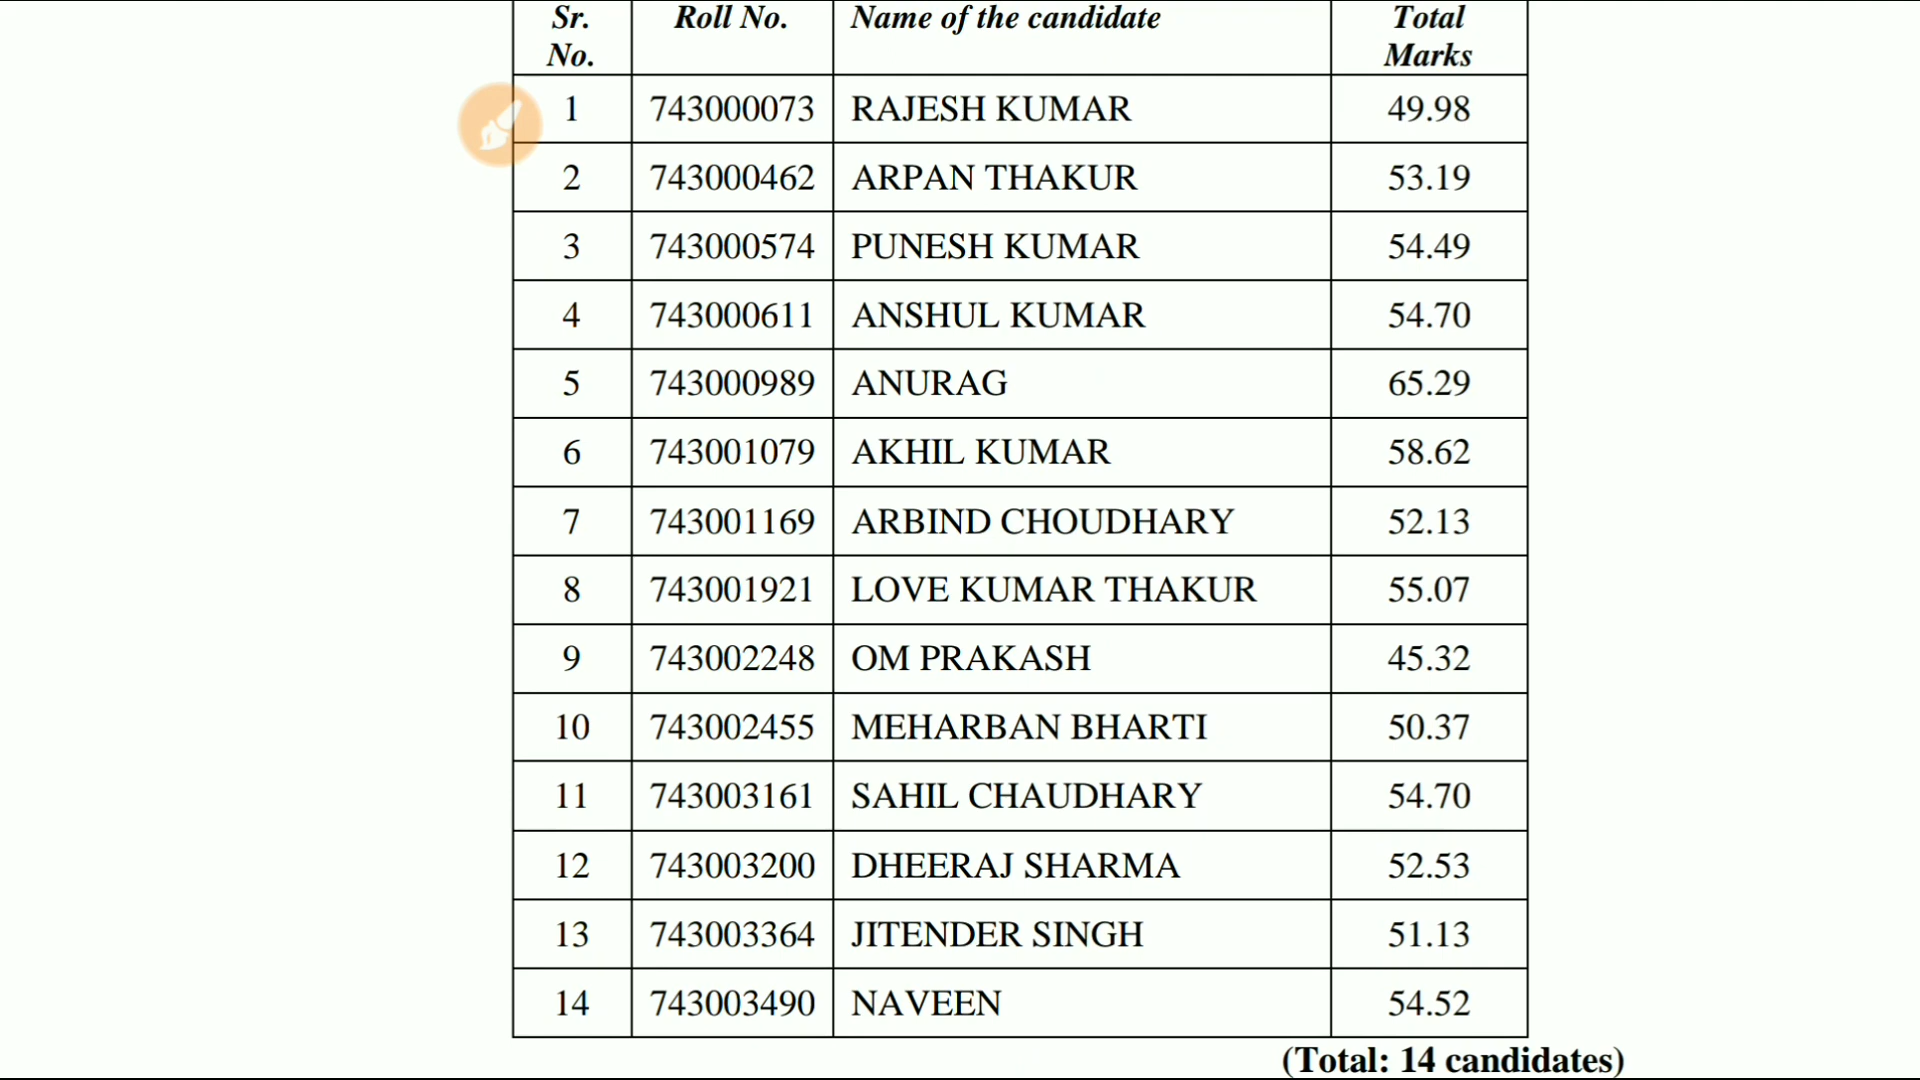 Sr. No. Roll No. Name of the candidate Total Marks
1 743000073 RAJESH KUMAR 49.98
2 743000462 ARPAN THAKUR 53.19
3 743000574 PUNESH KUMAR 54.49
4 743000611 ANSHUL KUMAR 54.70
5 743000989 ANURAG 65.29
6 743001079 AKHIL KUMAR 58.62
7 743001169 ARBIND CHOUDHARY 52.13
8 743001921 LOVE KUMAR THAKUR 55.07
9 743002248 OM PRAKASH 45.32
10 743002455 MEHARBAN BHARTI 50.37
11 743003161 SAHIL CHAUDHARY 54.70
12 743003200 DHEERAJ SHARMA 52.53
13 743003364 JITENDER SINGH 51.13
14 743003490 NAVEEN 54.52
(Total: 14 candidates)